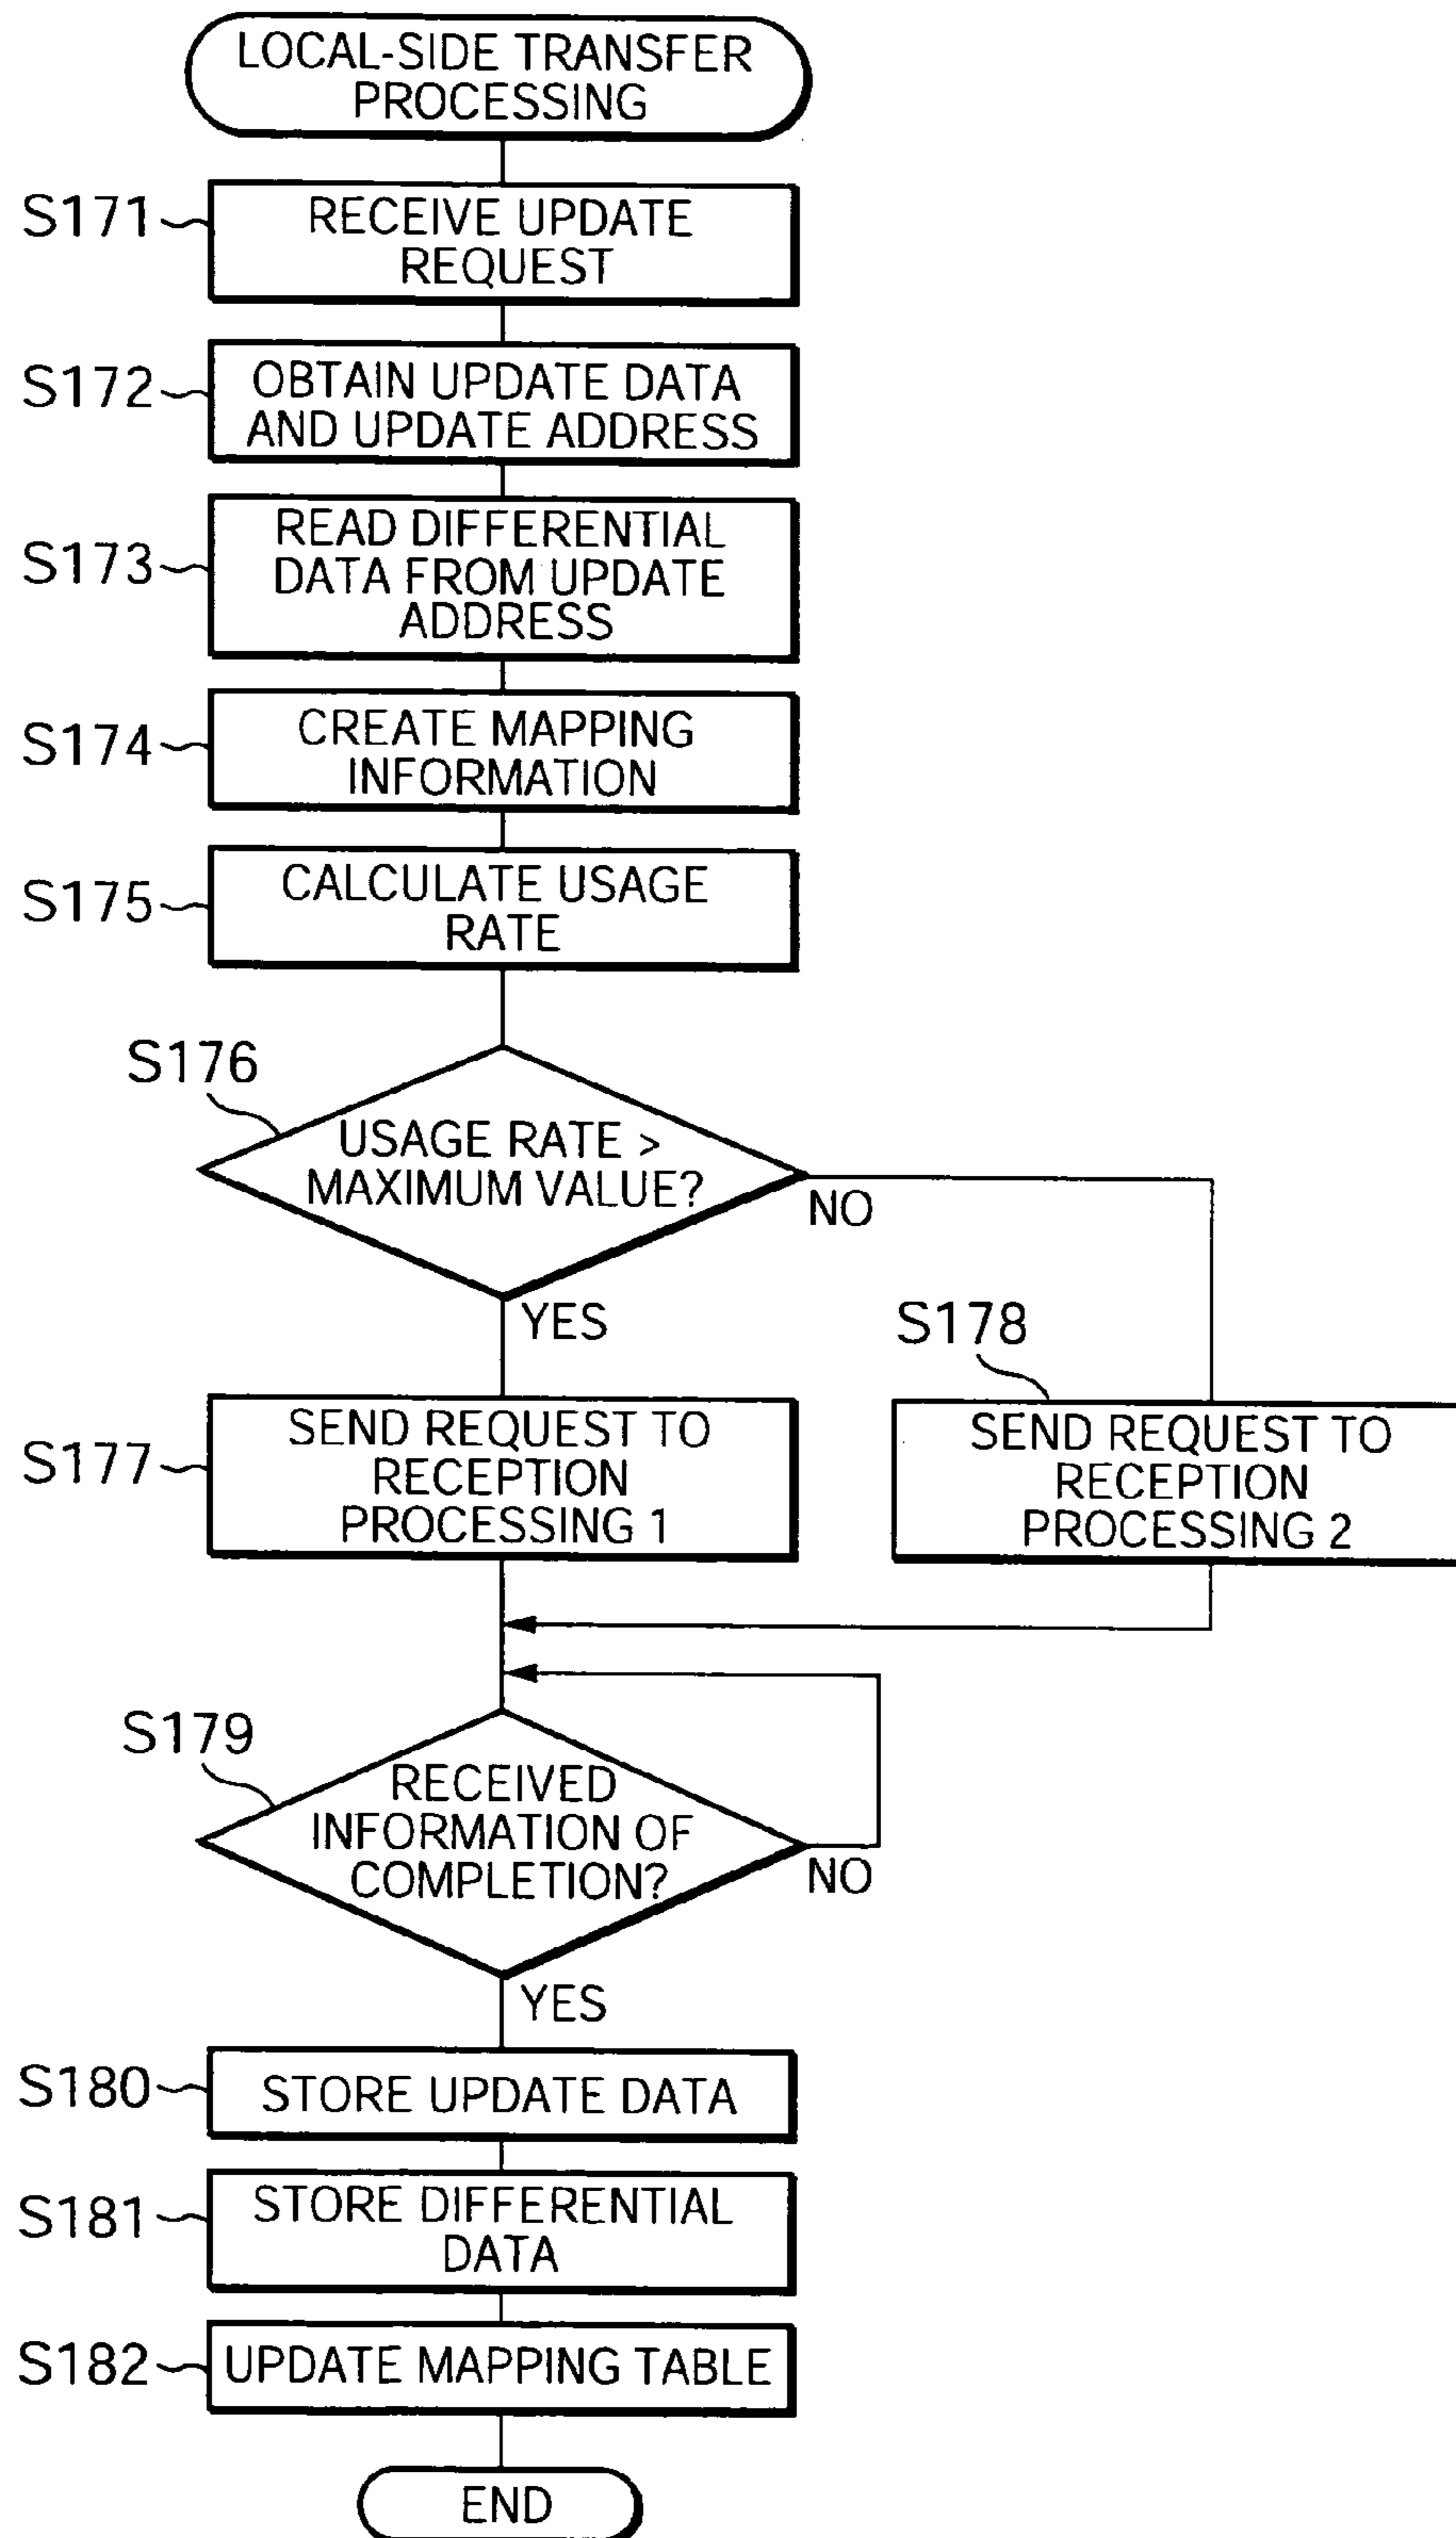 LOCAL-SIDE TRANSFER
PROCESSING
S171
RECEIVE UPDATE
REQUEST
S172
OBTAIN UPDATE DATA
AND UPDATE ADDRESS
S173
READ DIFFERENTIAL
DATA FROM UPDATE
ADDRESS
S174
CREATE MAPPING
INFORMATION
S175
CALCULATE USAGE
RATE
S176
USAGE RATE >
MAXIMUM VALUE?
NO
YES
S177
SEND REQUEST TO
RECEPTION
PROCESSING 1
S178
SEND REQUEST TO
RECEPTION
PROCESSING 2
S179
RECEIVED
INFORMATION OF
COMPLETION?
NO
YES
S180
STORE UPDATE DATA
S181
STORE DIFFERENTIAL
DATA
S182
UPDATE MAPPING TABLE
END